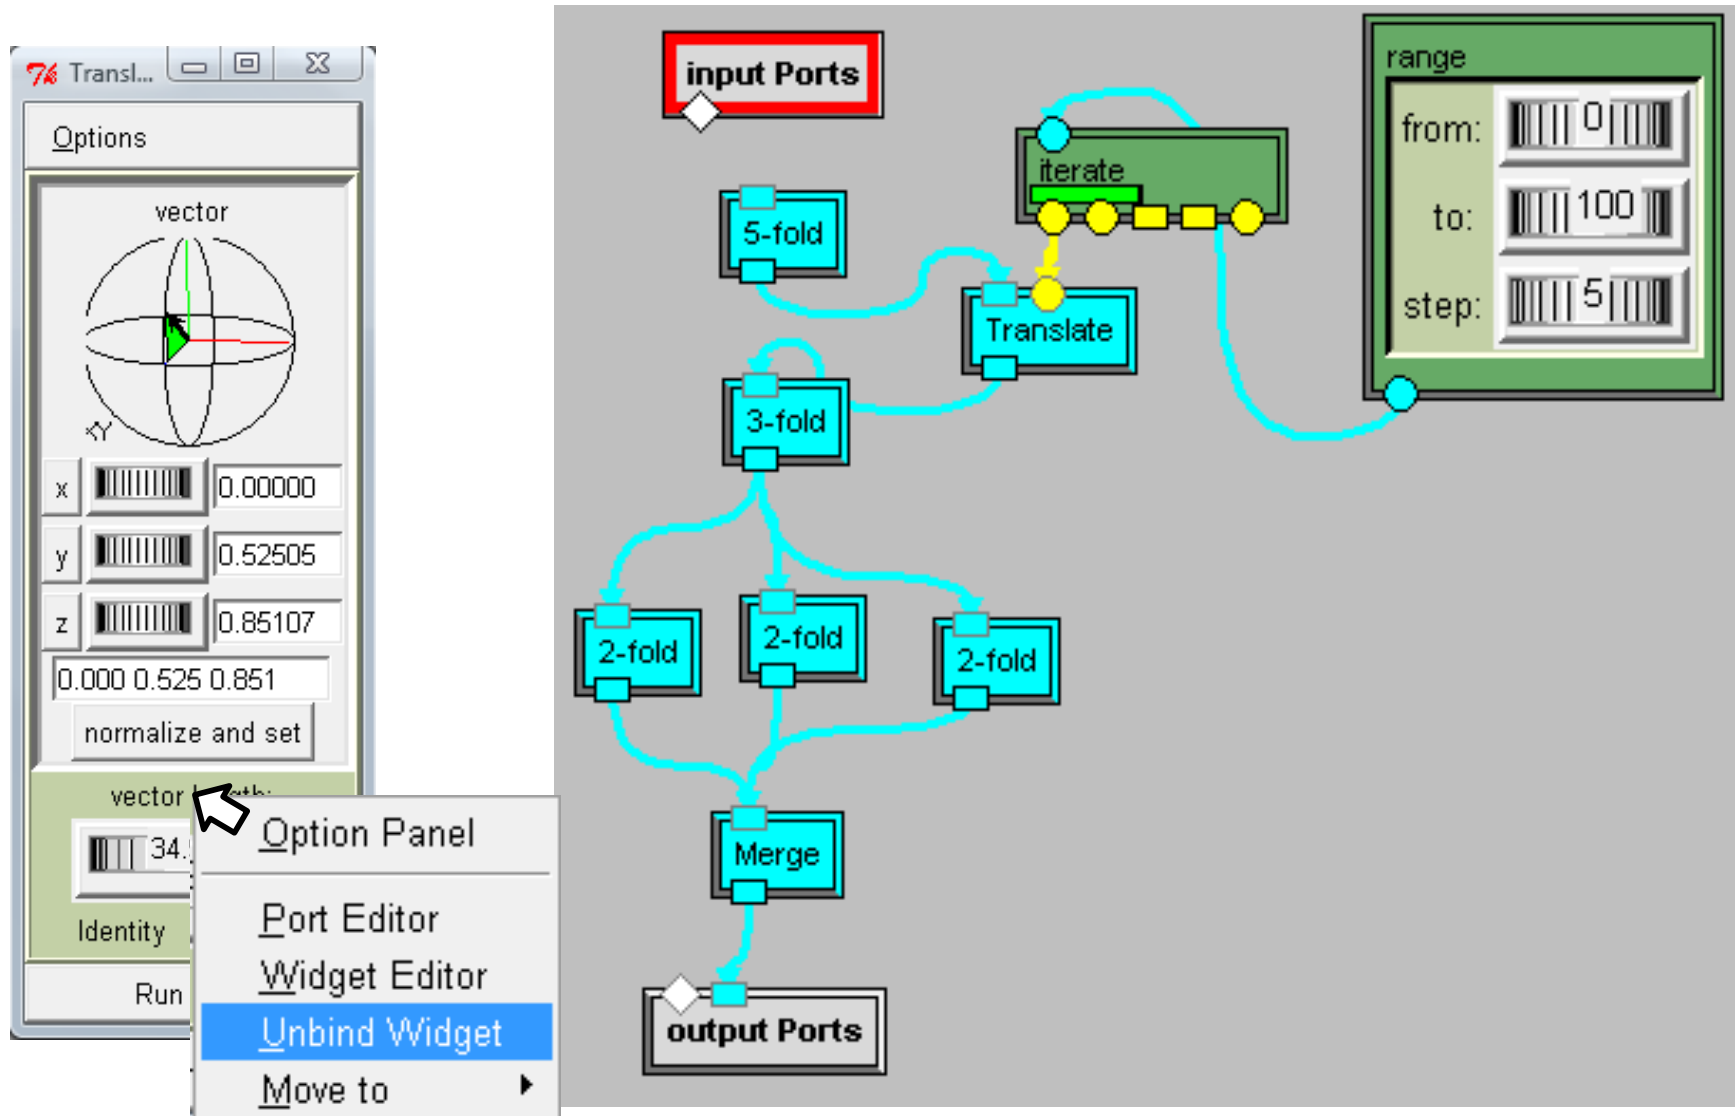 Transl...
Options
vector
XY
x
0.00000
y
0.52505
z
0.85107
0.000 0.525 0.851
normalize and set
vector
34.
Identity
Run
Option Panel
Port Editor
Widget Editor
Unbind Widget
Move to
input Ports
5-fold
iterate
Translate
3-fold
2-fold
2-fold
2-fold
Merge
output Ports
range
from: 0
to: 100
step: 5